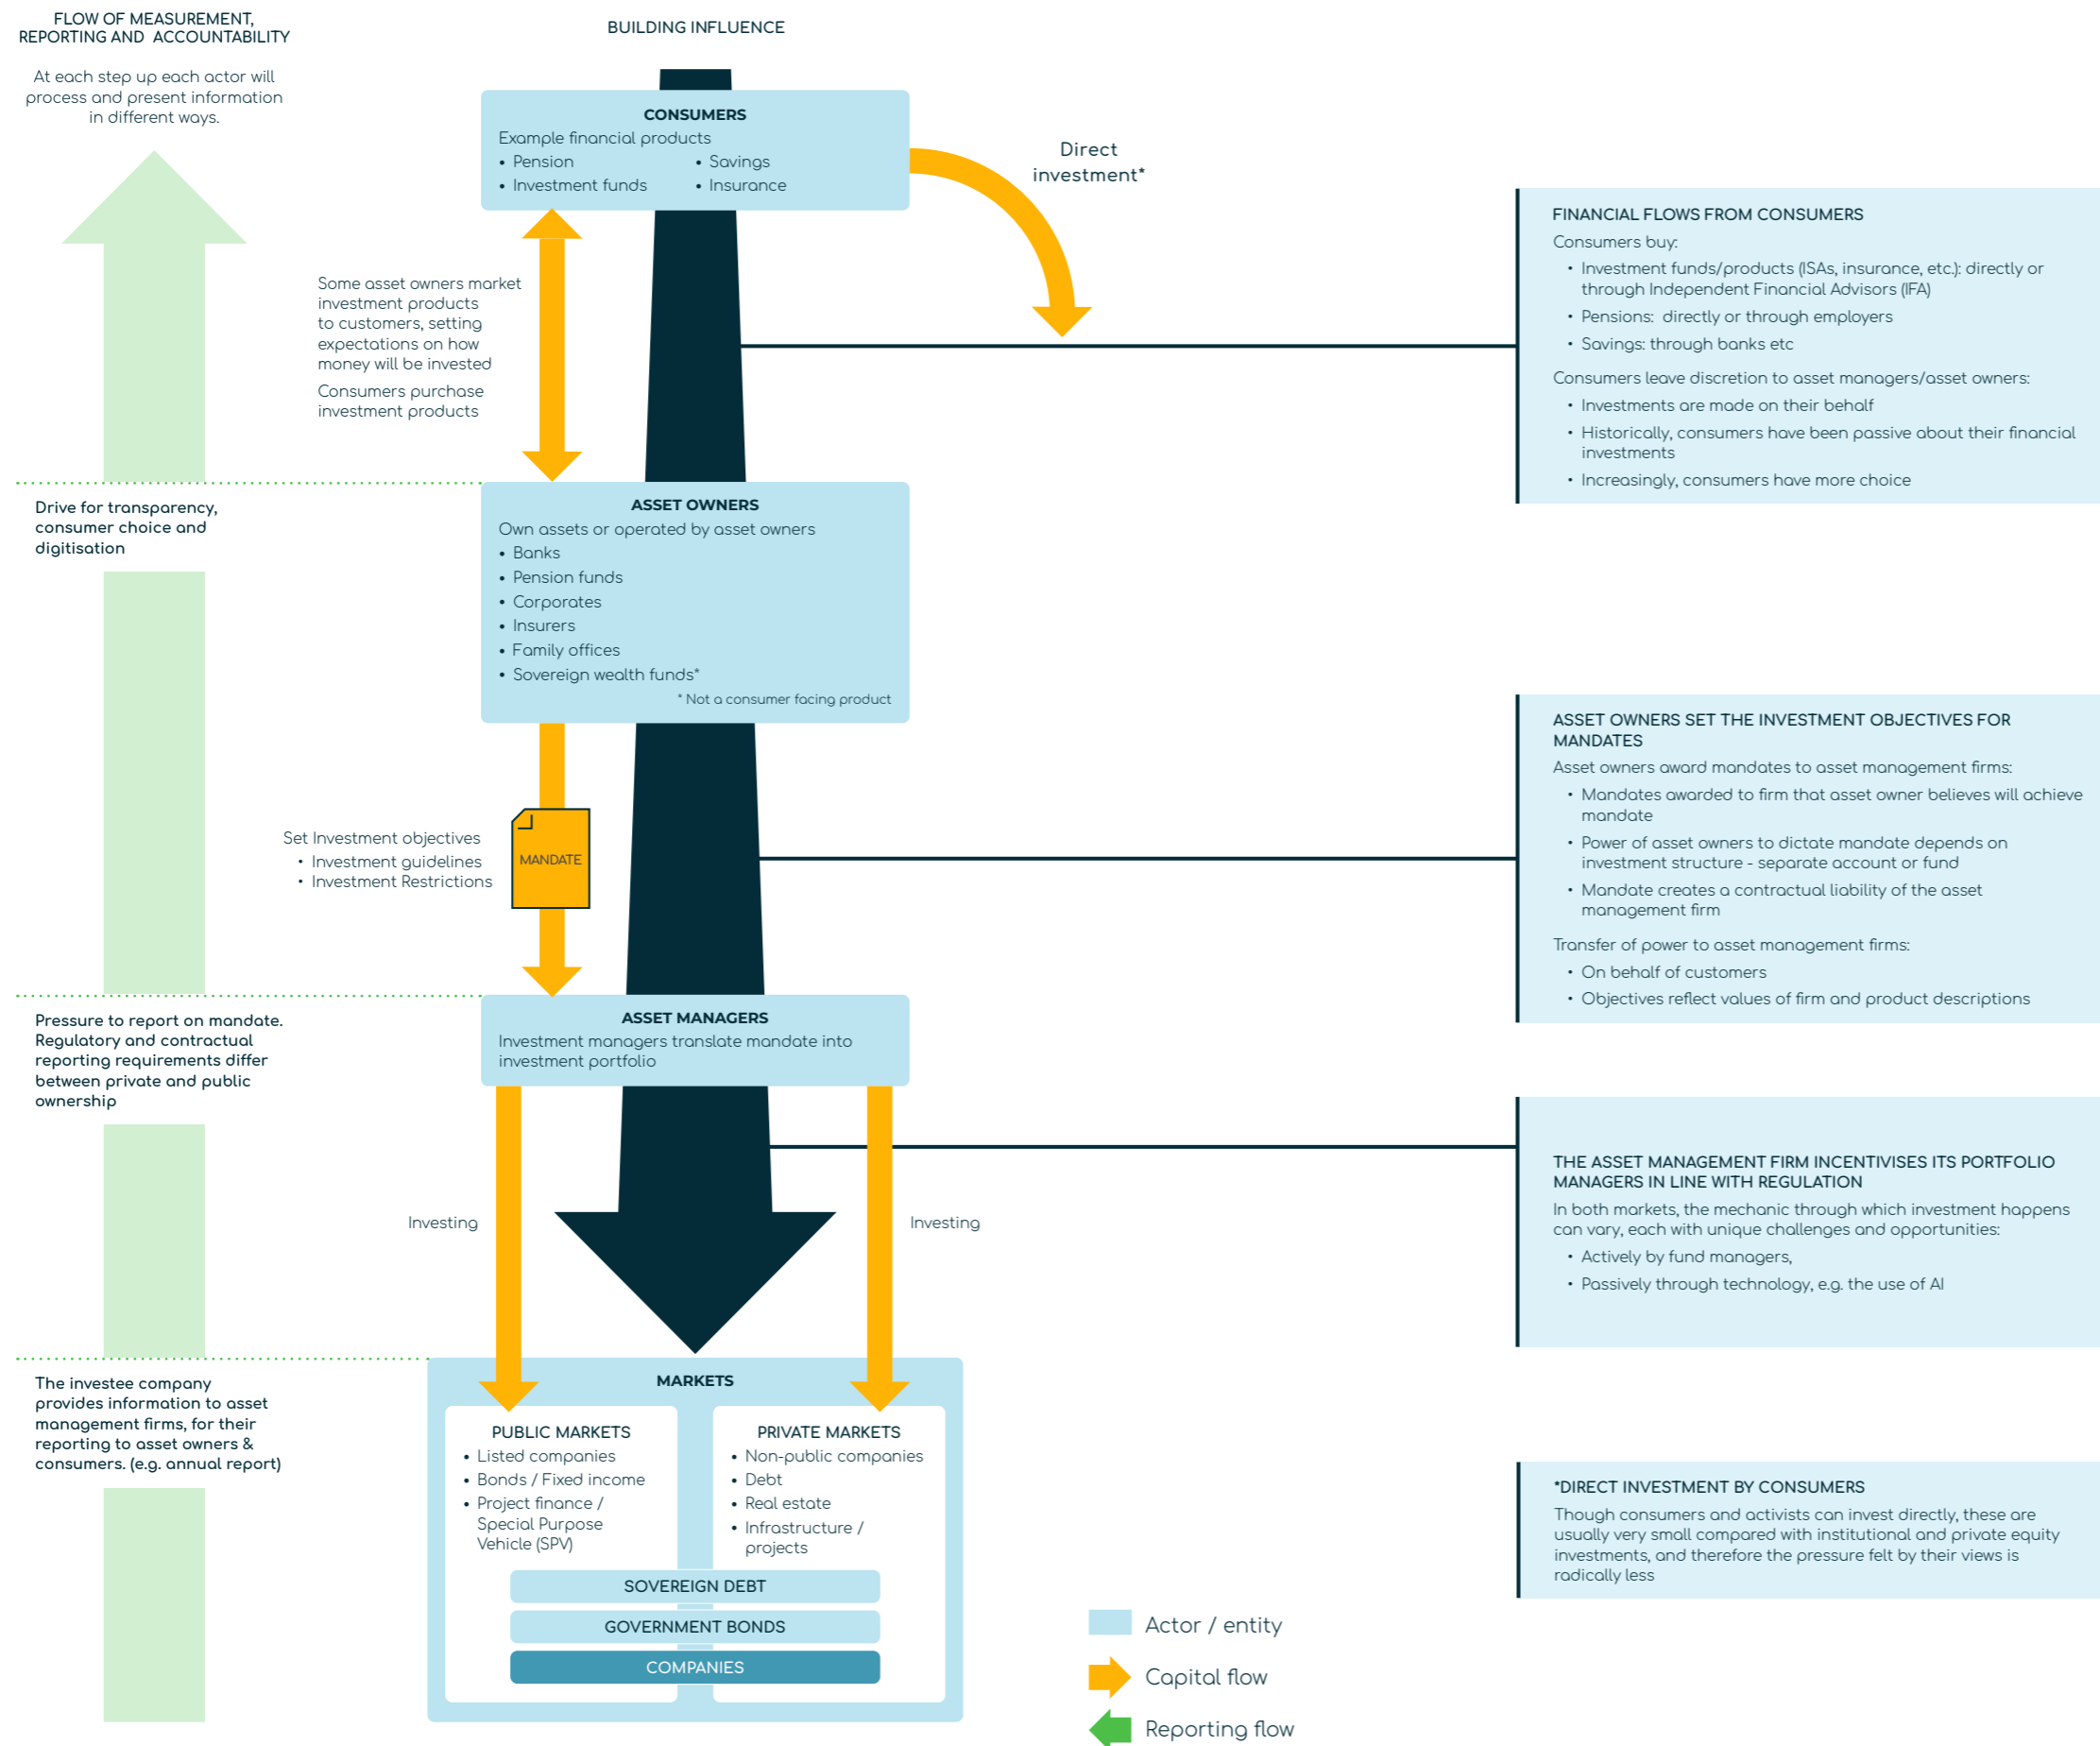 FLOW OF MEASUREMENT,
REPORTING AND ACCOUNTABILITY
At each step up each actor will
process and present information
in different ways.
BUILDING INFLUENCE
CONSUMERS
Example financial products
• Pension
• Savings
• Investment funds
• Insurance
Direct
investment*
Some asset owners market
investment products
to customers, setting
expectations on how
money will be invested
Consumers purchase
investment products
FINANCIAL FLOWS FROM CONSUMERS
Consumers buy:
• Investment funds/products (ISAs, insurance, etc.): directly or
through Independent Financial Advisors (IFA)
• Pensions: directly or through employers
• Savings: through banks etc
Consumers leave discretion to asset managers/asset owners:
• Investments are made on their behalf
• Historically, consumers have been passive about their financial
investments
• Increasingly, consumers have more choice
Drive for transparency,
consumer choice and
digitisation
ASSET OWNERS
Own assets or operated by asset owners
• Banks
• Pension funds
• Corporates
• Insurers
• Family offices
• Sovereign wealth funds*
* Not a consumer facing product
Set Investment objectives
• Investment guidelines
• Investment Restrictions
MANDATE
ASSET OWNERS SET THE INVESTMENT OBJECTIVES FOR
MANDATES
Asset owners award mandates to asset management firms:
• Mandates awarded to firm that asset owner believes will achieve
mandate
• Power of asset owners to dictate mandate depends on
investment structure - separate account or fund
• Mandate creates a contractual liability of the asset
management firm
Transfer of power to asset management firms:
• On behalf of customers
• Objectives reflect values of firm and product descriptions
Pressure to report on mandate.
Regulatory and contractual
reporting requirements differ
between private and public
ownership
ASSET MANAGERS
Investment managers translate mandate into
investment portfolio
Investing
Investing
THE ASSET MANAGEMENT FIRM INCENTIVISES ITS PORTFOLIO
MANAGERS IN LINE WITH REGULATION
In both markets, the mechanic through which investment happens
can vary, each with unique challenges and opportunities:
• Actively by fund managers,
• Passively through technology, e.g. the use of AI
The investee company
provides information to asset
management firms, for their
reporting to asset owners &
consumers. (e.g. annual report)
MARKETS
PUBLIC MARKETS
• Listed companies
• Bonds / Fixed income
• Project finance /
Special Purpose
Vehicle (SPV)
PRIVATE MARKETS
• Non-public companies
• Debt
• Real estate
• Infrastructure /
projects
SOVEREIGN DEBT
GOVERNMENT BONDS
COMPANIES
*DIRECT INVESTMENT BY CONSUMERS
Though consumers and activists can invest directly, these are
usually very small compared with institutional and private equity
investments, and therefore the pressure felt by their views is
radically less
Actor / entity
Capital flow
Reporting flow